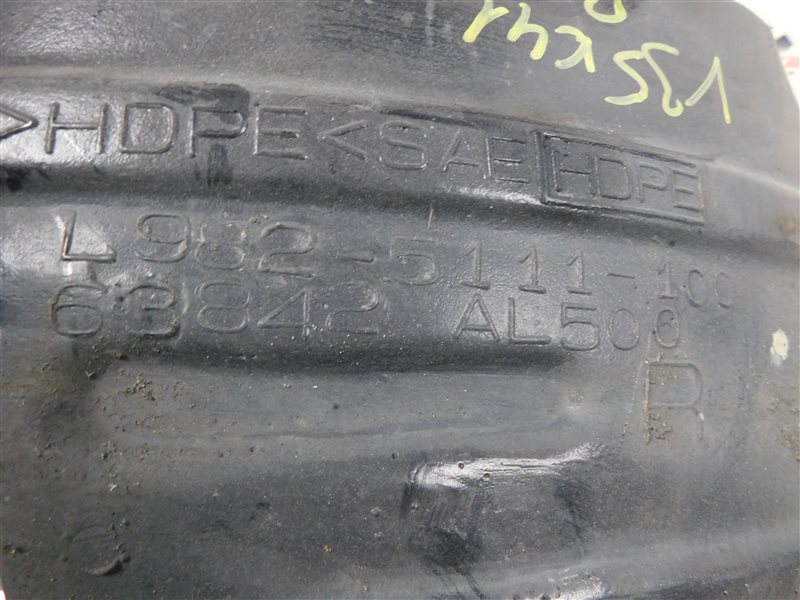 >HDPE< SAE HDPE
L982-5111-100
63842 AL500
R